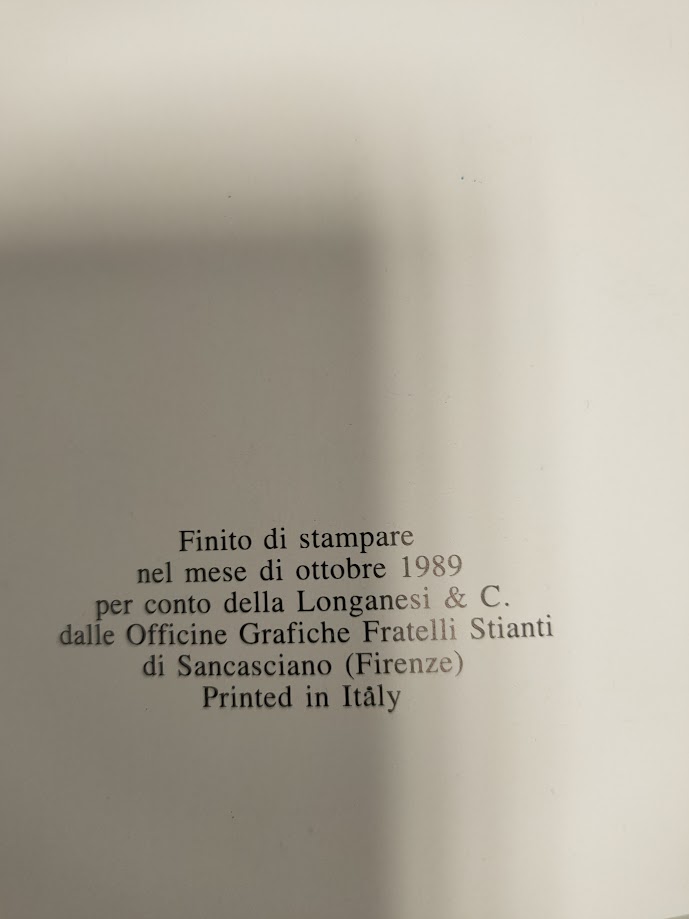 Finito di stampare
nel mese di ottobre 1989
per conto della Longanesi & C.
dalle Officine Grafiche Fratelli Stianti
di Sancasciano (Firenze)
Printed in Italy